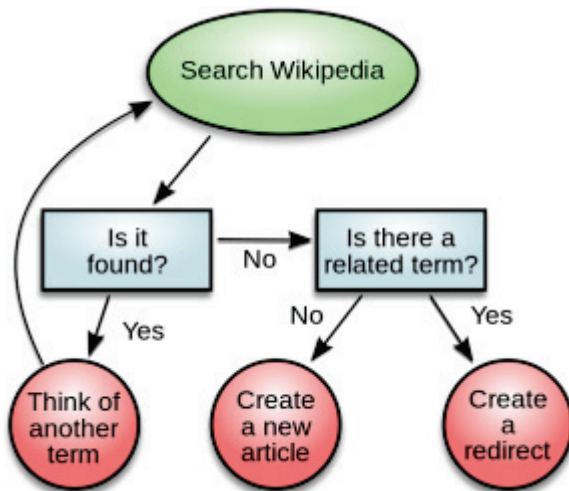 Search Wikipedia
Is it
found?
No
Is there a
related term?
Yes
No
Yes
Think of
another
term
Create
a new
article
Create
a
redirect